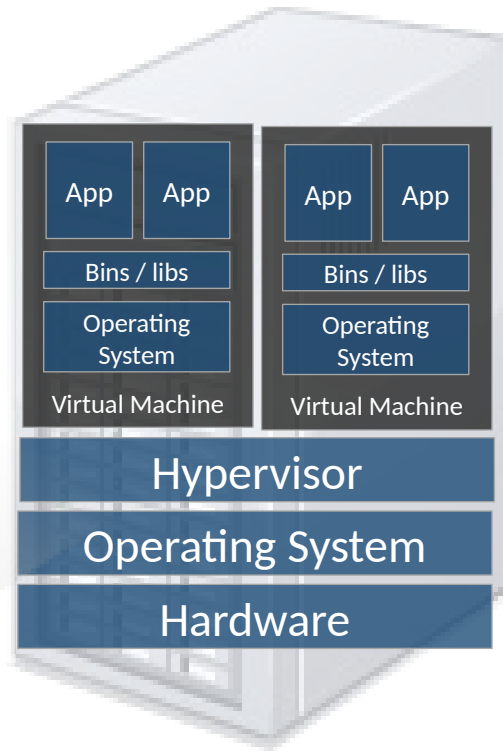 App App
Bins / libs
Operating
System
Virtual Machine
App App
Bins / libs
Operating
System
Virtual Machine
Hypervisor
Operating System
Hardware